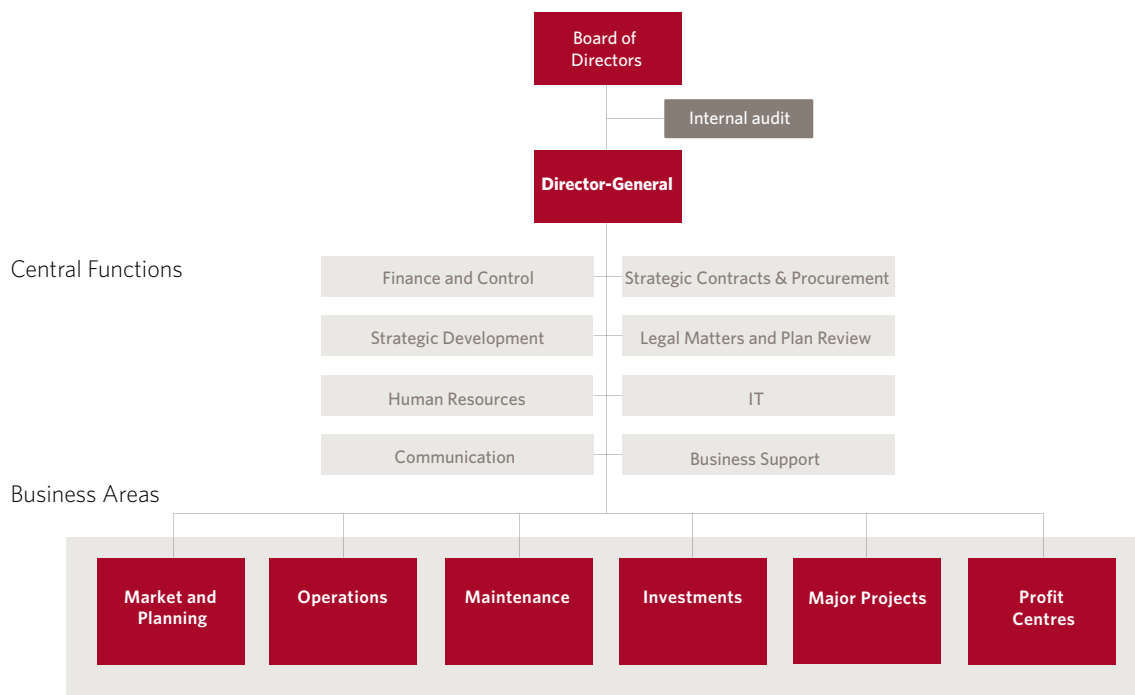 Board of
Directors
Internal audit
Director-General
Central Functions
Finance and Control
Strategic Contracts & Procurement
Strategic Development
Legal Matters and Plan Review
Human Resources
IT
Communication
Business Support
Business Areas
Market and
Planning
Operations
Maintenance
Investments
Major Projects
Profit
Centres